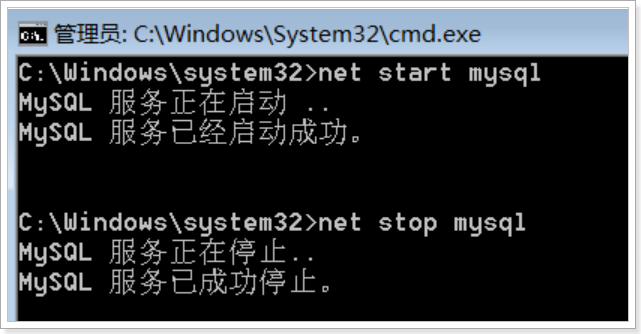 管理员: C:\Windows\System32\cmd.exe
C:\Windows\system32>net start mysql
MySQL 服务正在启动 ..
MySQL 服务已经启动成功。
C:\Windows\system32>net stop mysql
MySQL 服务正在停止..
MySQL 服务已成功停止。